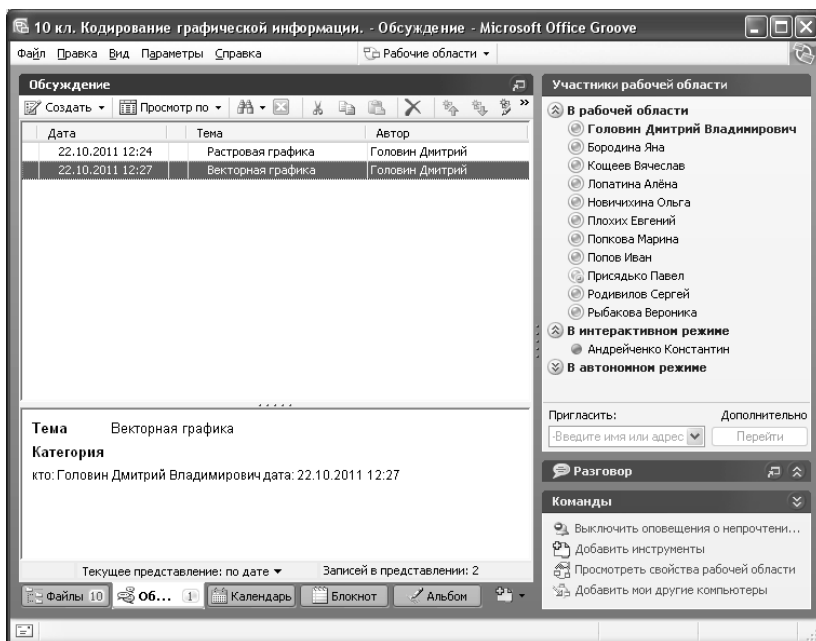 10 кл. Кодирование графической информации. - Обсуждение - Microsoft Office Groove
Файл Правка Вид Параметры Справка Рабочие области
Обсуждение
Создать Просмотр по
Дата Тема Автор
22.10.2011 12:24 Растровая графика Головин Дмитрий
22.10.2011 12:27 Векторная графика Головин Дмитрий
Тема Векторная графика
Категория
кто: Головин Дмитрий Владимирович дата: 22.10.2011 12:27
Текущее представление: по дате Записей в представлении: 2
Файлы 10 Об... 1 Календарь Блокнот Альбом
Участники рабочей области
В рабочей области
Головин Дмитрий Владимирович
Бородина Яна
Кощеев Вячеслав
Лопатина Алёна
Новичихина Ольга
Плохих Евгений
Попкова Марина
Попов Иван
Присядько Павел
Родивилов Сергей
Рыбакова Вероника
В интерактивном режиме
Андрейченко Константин
В автономном режиме
Пригласить: Дополнительно
-Введите имя или адрес Перейти
Разговор
Команды
Выключить оповещения о непрочтени...
Добавить инструменты
Просмотреть свойства рабочей области
Добавить мои другие компьютеры